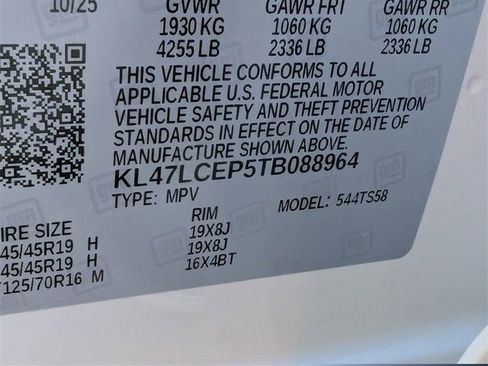 10/25 GVWR GAWR FRT GAWR RR
1930 KG 1060 KG 1060 KG
4255 LB 2336 LB 2336 LB
THIS VEHICLE CONFORMS TO ALL
APPLICABLE U.S. FEDERAL MOTOR
VEHICLE SAFETY AND THEFT PREVENTION
STANDARDS IN EFFECT ON THE DATE OF
MANUFACTURE SHOWN ABOVE.
KL47LCEP5TB088964
TYPE: MPV MODEL: 544TS58
IRE SIZE RIM
45/45R19 H 19X8J
45/45R19 H 19X8J
T125/70R16 M 16X4BT